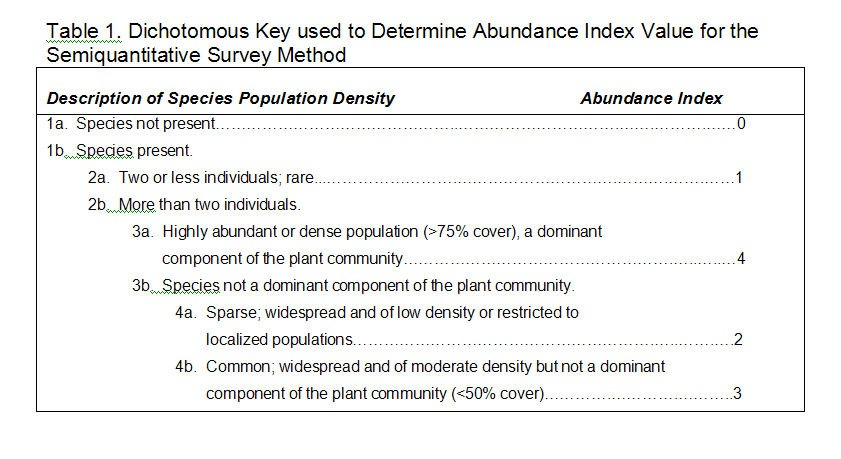 Table 1. Dichotomous Key used to Determine Abundance Index Value for the
Semiquantitative Survey Method
Description of Species Population Density Abundance Index
1a. Species not present.......................................................................................................0
1b. Species present.
2a. Two or less individuals; rare..........................................................................................1
2b. More than two individuals.
3a. Highly abundant or dense population (>75% cover), a dominant
component of the plant community........................................................................4
3b. Species not a dominant component of the plant community.
4a. Sparse; widespread and of low density or restricted to
localized populations..................................................................................2
4b. Common; widespread and of moderate density but not a dominant
component of the plant community (<50% cover)........................................3